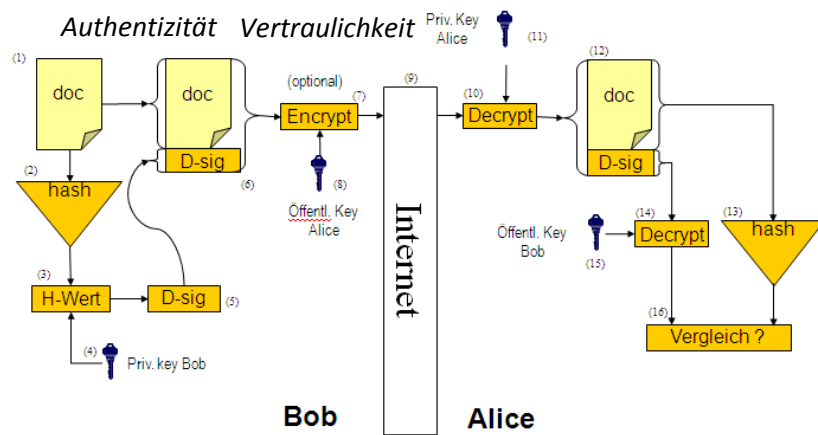 Authentizität
Vertraulichkeit
Priv. Key
Alice
(11)
(1)
doc
doc
(optional)
(7)
(9)
(10)
(12)
doc
Encrypt
Decrypt
(2)
hash
D-sig
(6)
(8)
Öffentl. Key
Alice
D-sig
Internet
(14)
(13)
hash
Öffentl. Key
Bob
Decrypt
(15)
(3)
H-Wert
D-sig
(5)
(16)
Vergleich ?
(4)
Priv. key Bob
Bob
Alice